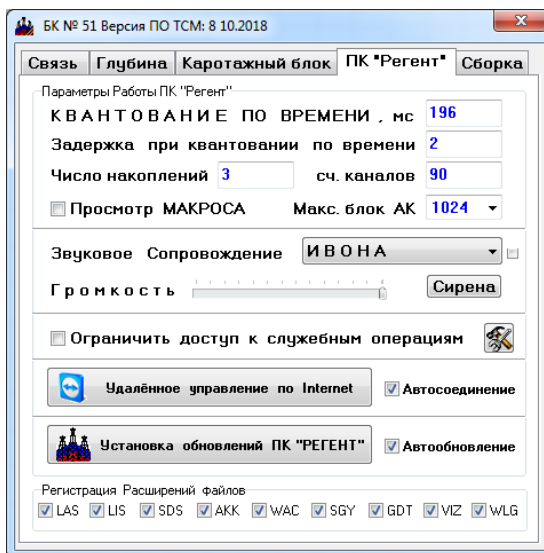 БК № 51 Версия ПО ТСМ: 8 10.2018
Связь Глубина Каротажный блок ПК "Регент" Сборка
Параметры Работы ПК "Регент"
КВАНТОВАНИЕ ПО ВРЕМЕНИ, мс 196
Задержка при квантовании по времени 2
Число накоплений 3 сч. каналов 90
Просмотр МАКРОСА Макс. блок АК 1024
Звуковое Сопровождение ИВОНА
Громкость Сирена
Ограничить доступ к служебным операциям
Удалённое управление по Internet Автосоединение
Установка обновлений ПК "РЕГЕНТ" Автообновление
Регистрация Расширений файлов
LAS LIS SDS AKK WAC SGY GDT VIZ WLG